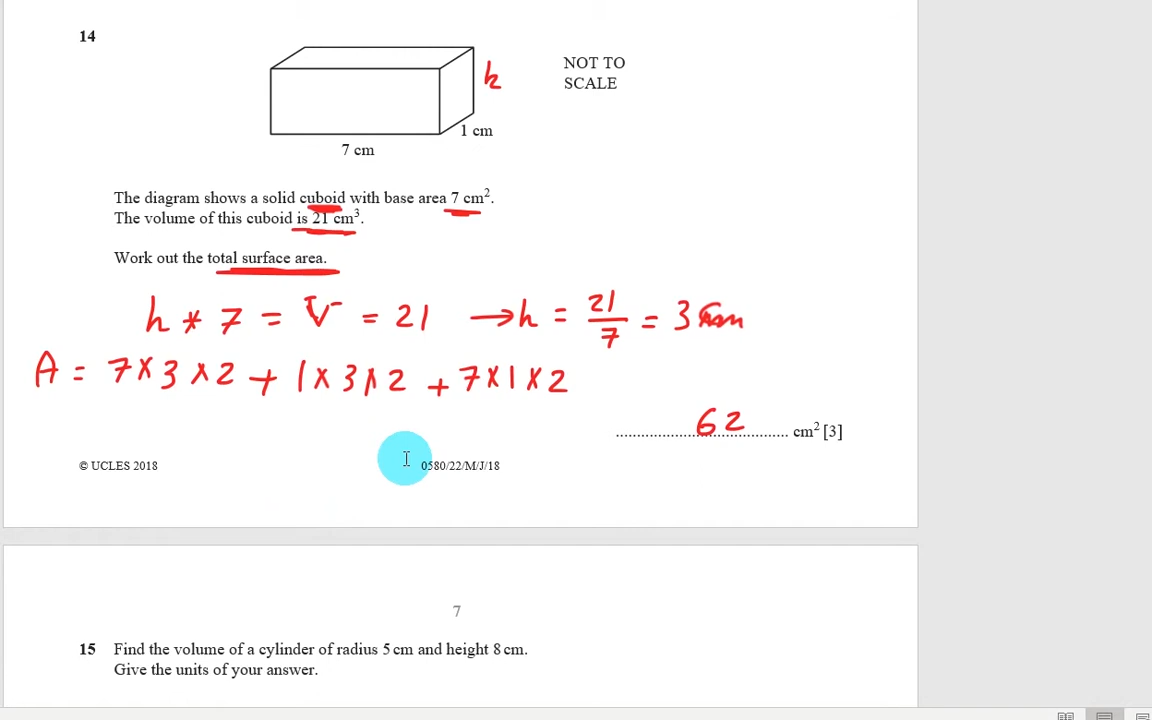 14
NOT TO
SCALE
h
1 cm
7 cm
The diagram shows a solid cuboid with base area 7 cm².
The volume of this cuboid is 21 cm³.
Work out the total surface area.
h * 7 = V = 21 → h = 21/7 = 3 cm
A = 7 × 3 × 2 + 1 × 3 × 2 + 7 × 1 × 2
62
.......................................... cm² [3]
© UCLES 2018 0580/22/M/J/18
7
15 Find the volume of a cylinder of radius 5 cm and height 8 cm.
Give the units of your answer.